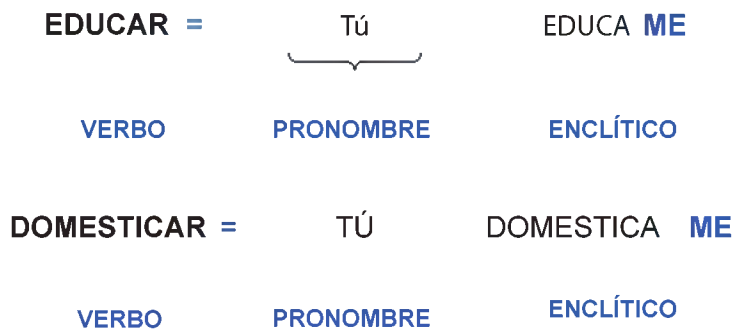 EDUCAR = Tú EDUCA ME
VERBO PRONOMBRE ENCLÍTICO
DOMESTICAR = TÚ DOMESTICA ME
VERBO PRONOMBRE ENCLÍTICO